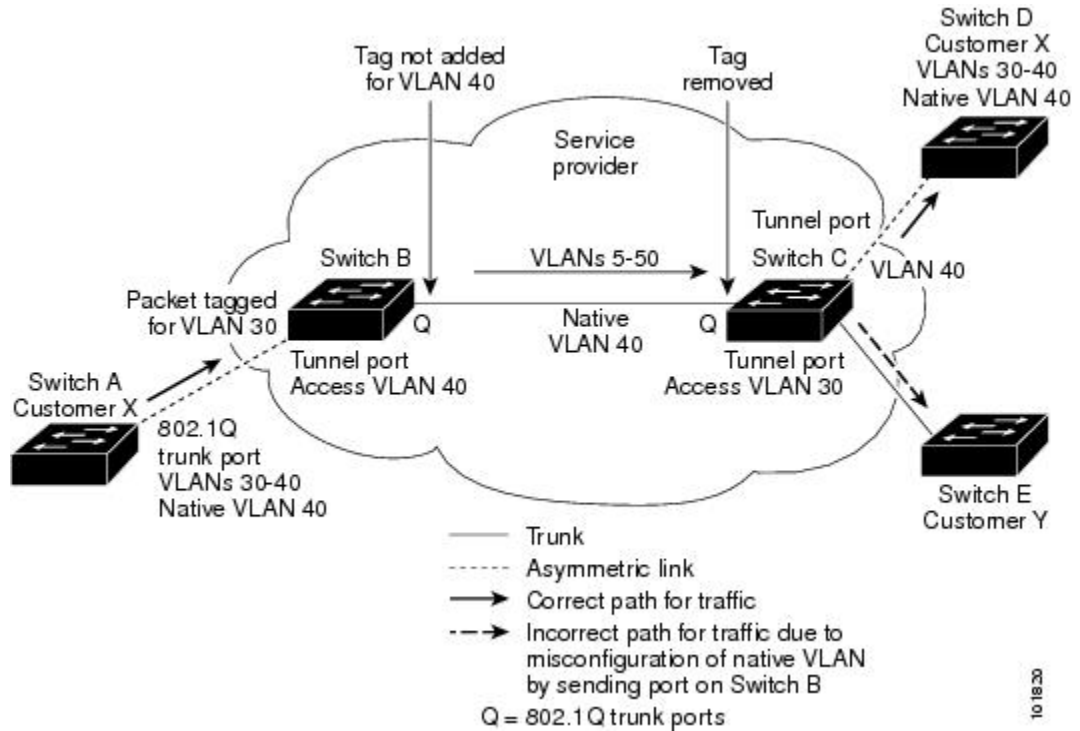 Tag not added
for VLAN 40
Tag
removed
Switch D
Customer X
VLANs 30-40
Native VLAN 40
Service
provider
Tunnel port
Switch B
VLANs 5-50
Switch C
VLAN 40
Packet tagged
for VLAN 30
Q
Native
VLAN 40
Q
Tunnel port
Access VLAN 40
Tunnel port
Access VLAN 30
Switch A
Customer X
802.1Q
trunk port
VLANs 30-40
Native VLAN 40
Switch E
Customer Y
Trunk
Asymmetric link
Correct path for traffic
Incorrect path for traffic due to
misconfiguration of native VLAN
by sending port on Switch B
Q = 802.1Q trunk ports
101820